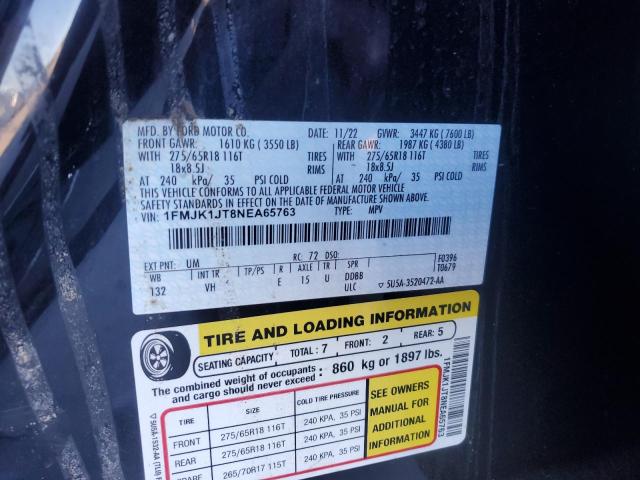 MFD. BY FORD MOTOR CO.
DATE: 11/22 GVWR: 3447 KG ( 7600 LB)
FRONT GAWR: 1610 KG ( 3550 LB) REAR GAWR: 1987 KG ( 4380 LB)
WITH 275/65R18 116T TIRES WITH 275/65R18 116T TIRES
18x8.5J RIMS 18x8.5J RIMS
AT 240 kPa/ 35 PSI COLD AT 240 kPa/ 35 PSI COLD
THIS VEHICLE CONFORMS TO ALL APPLICABLE FEDERAL MOTOR VEHICLE
SAFETY AND BUMPER STANDARDS IN EFFECT ON THE DATE OF MANUFACTURE SHOWN ABOVE.
VIN: 1FMJK1JT8NEA65763 TYPE: MPV
F0396
T0679
EXT PNT: UM RC: 72 DSO:
WB INT TR TP/PS R AXLE TR SPR
132 VH E 15 U DDBB
ULC 5U5A-3520472-AA
TIRE AND LOADING INFORMATION
SEATING CAPACITY TOTAL: 7 FRONT: 2 REAR: 5
The combined weight of occupants and cargo should never exceed: 860 kg or 1897 lbs.
TIRE SIZE COLD TIRE PRESSURE
FRONT 275/65R18 116T 240 KPA, 35 PSI
REAR 275/65R18 116T 240 KPA, 35 PSI
SPARE 265/70R17 115T 240 KPA, 35 PSI
SEE OWNERS
MANUAL FOR
ADDITIONAL
INFORMATION
1FMJK1JT8NEA65763